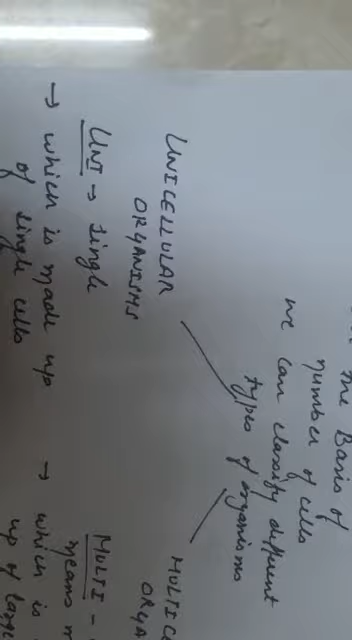 the Basis of
number of cells
we can classify different
types of organisms
UNICELLULAR
ORGANISMS
UNI → single
→ which is made up
of single cells
MULTIC
ORGA
MULTI -
means m
→ which is
up of large